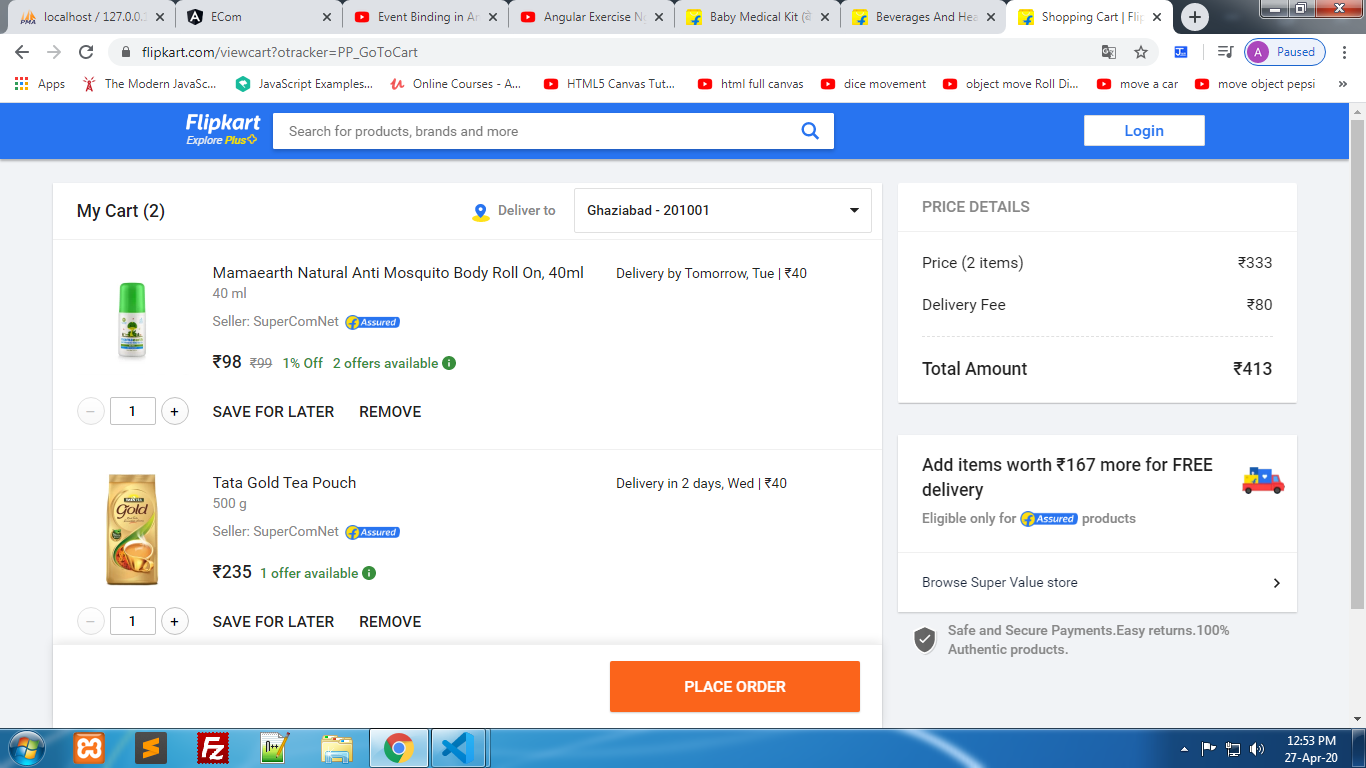 localhost / 127.0.0.1
ECom
Event Binding in An
Angular Exercise Nu
Baby Medical Kit (
Beverages And Hea
Shopping Cart | Flip
flipkart.com/viewcart?otracker=PP_GoToCart
A Paused
Apps The Modern JavaSc... JavaScript Examples... Online Courses - A... HTML5 Canvas Tut... html full canvas dice movement object move Roll Di... move a car move object pepsi »
Flipkart
Explore Plus
Search for products, brands and more
Login
My Cart (2)
Deliver to
Ghaziabad - 201001
Mamaearth Natural Anti Mosquito Body Roll On, 40ml
Delivery by Tomorrow, Tue | ₹40
40 ml
Seller: SuperComNet Assured
₹98 ₹99 1% Off 2 offers available
− 1 +
SAVE FOR LATER REMOVE
Tata Gold Tea Pouch
Delivery in 2 days, Wed | ₹40
500 g
Seller: SuperComNet Assured
Gold
₹235 1 offer available
− 1 +
SAVE FOR LATER REMOVE
PLACE ORDER
PRICE DETAILS
Price (2 items) ₹333
Delivery Fee ₹80
Total Amount ₹413
Add items worth ₹167 more for FREE
delivery
Eligible only for Assured products
Browse Super Value store
Safe and Secure Payments.Easy returns.100%
Authentic products.
12:53 PM
27-Apr-20